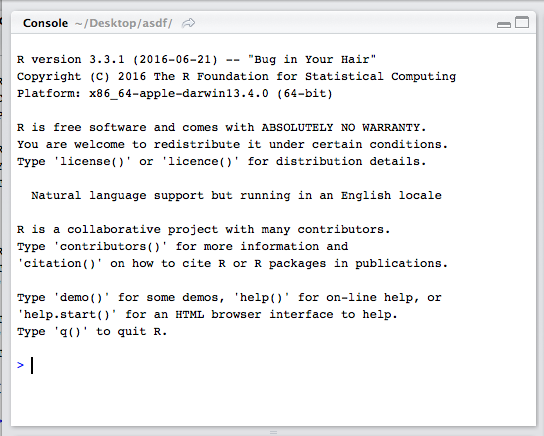 Console ~/Desktop/asdf/
R version 3.3.1 (2016-06-21) -- "Bug in Your Hair"
Copyright (C) 2016 The R Foundation for Statistical Computing
Platform: x86_64-apple-darwin13.4.0 (64-bit)
R is free software and comes with ABSOLUTELY NO WARRANTY.
You are welcome to redistribute it under certain conditions.
Type 'license()' or 'licence()' for distribution details.
Natural language support but running in an English locale
R is a collaborative project with many contributors.
Type 'contributors()' for more information and
'citation()' on how to cite R or R packages in publications.
Type 'demo()' for some demos, 'help()' for on-line help, or
'help.start()' for an HTML browser interface to help.
Type 'q()' to quit R.
>